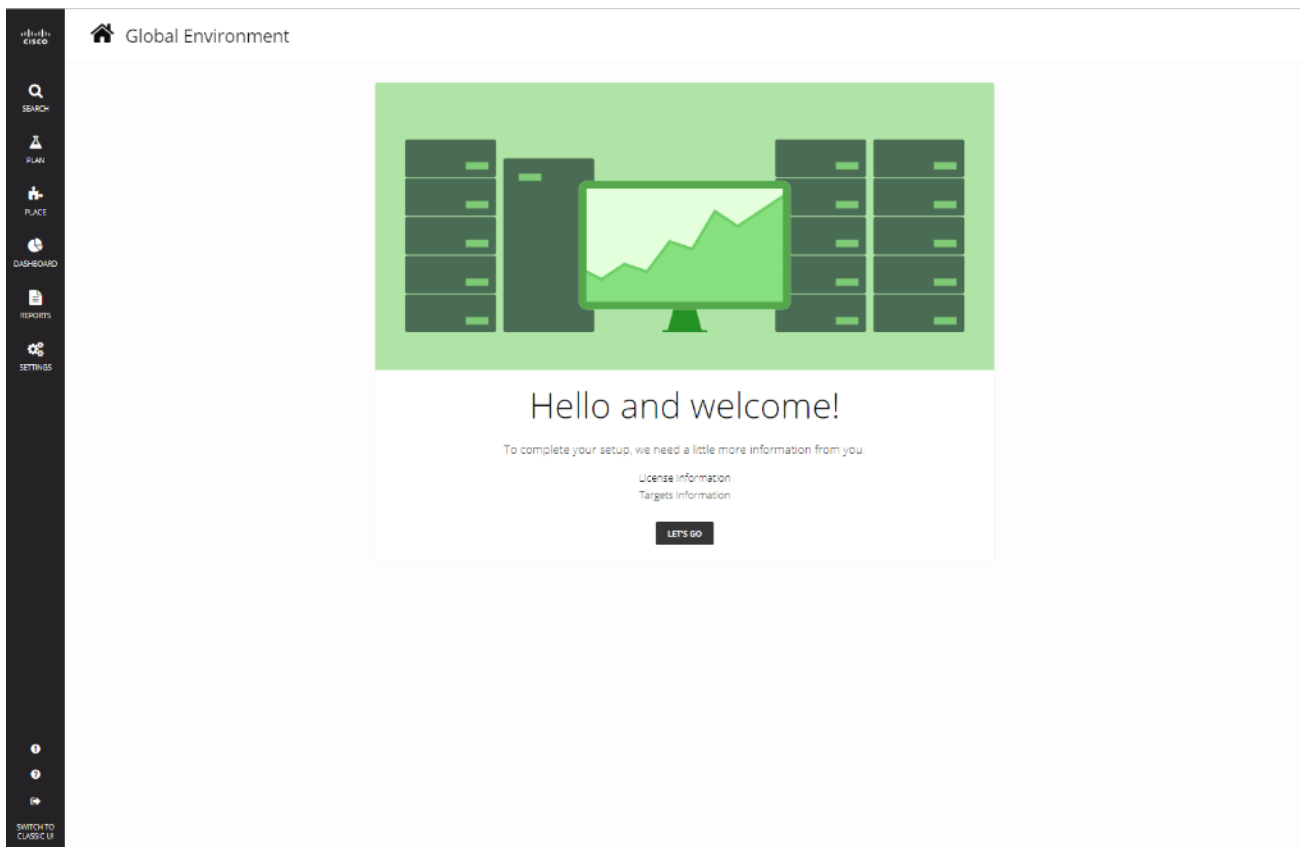 CISCO
Global Environment
SEARCH
PLAN
PLACE
DASHBOARD
REPORTS
SETTINGS
Hello and welcome!
To complete your setup, we need a little more information from you.
License Information
Targets Information
LET'S GO
SWITCH TO
CLASSIC UI